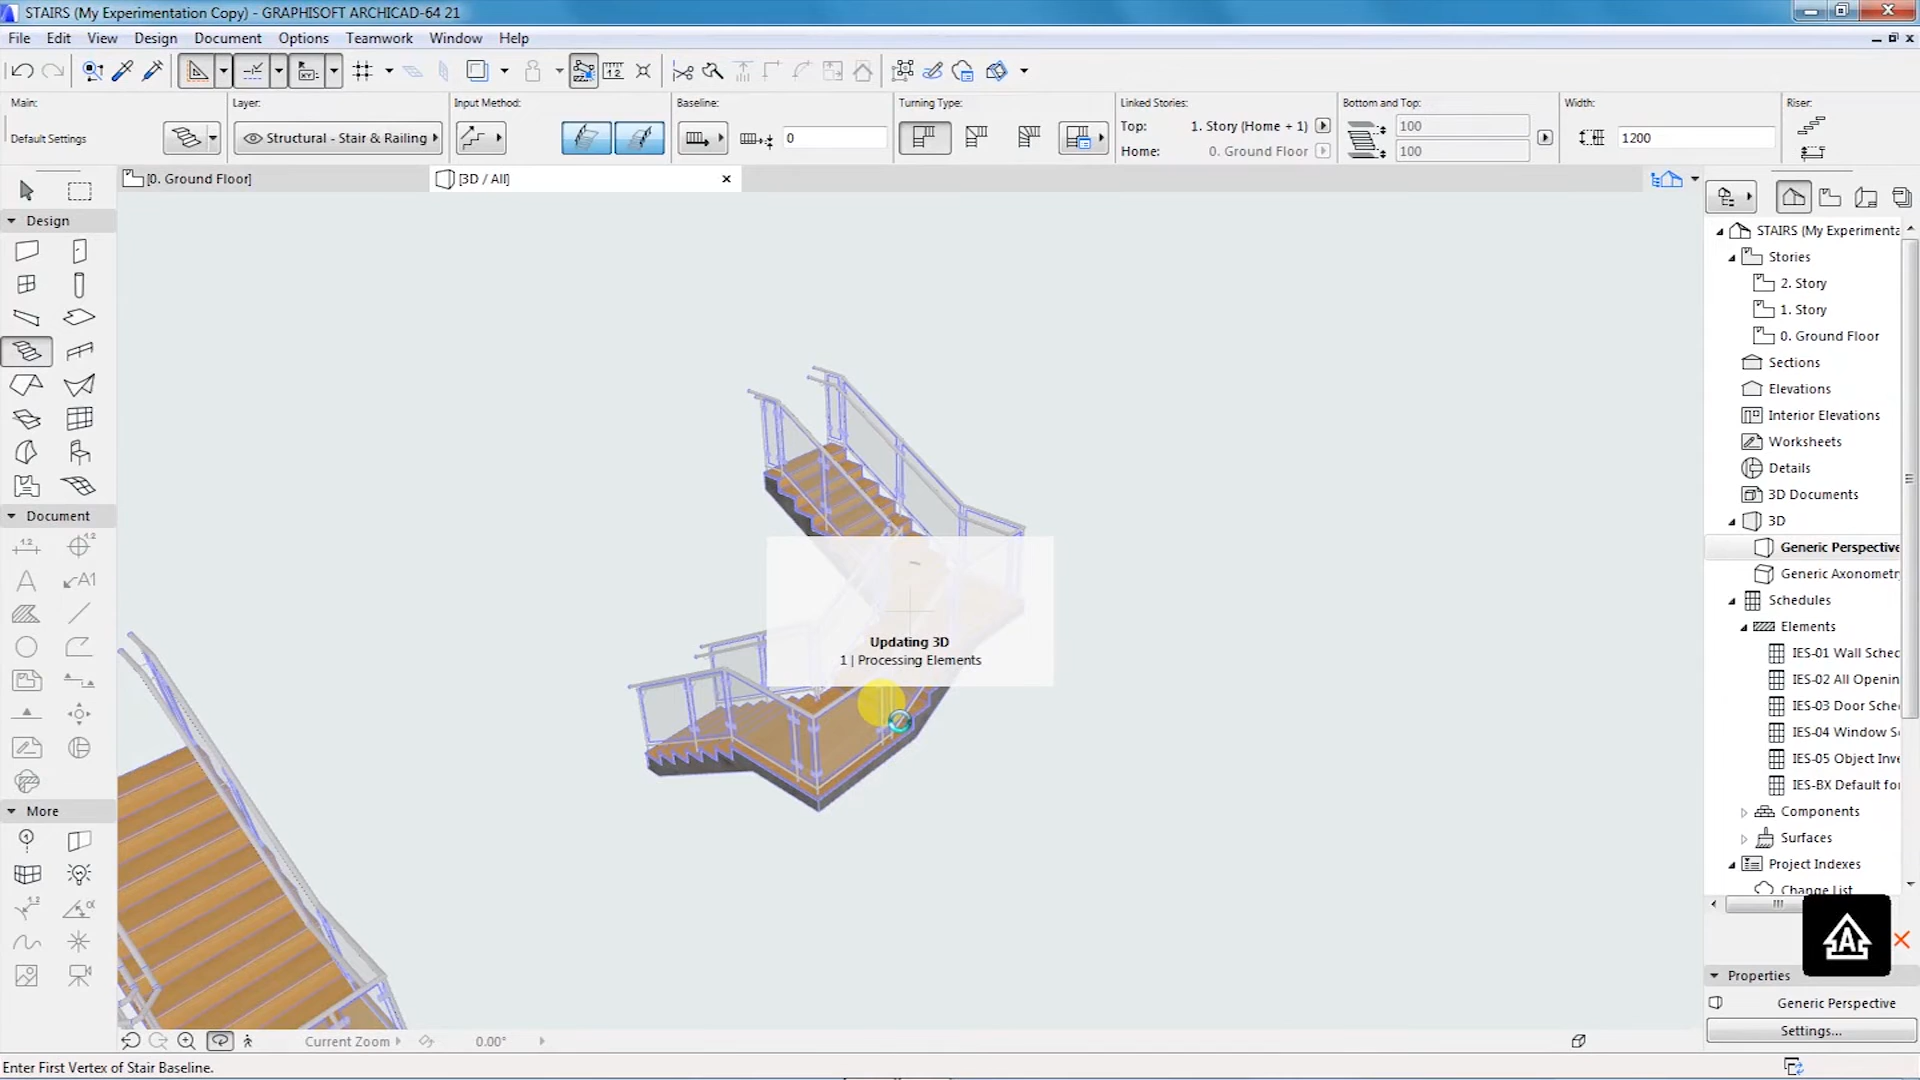 STAIRS (My Experimentation Copy) - GRAPHISOFT ARCHICAD-64 21
File Edit View Design Document Options Teamwork Window Help
Main: Layer: Input Method: Baseline: Turning Type: Linked Stories: Bottom and Top: Width: Riser:
Default Settings
Structural - Stair & Railing
0
Top: 1. Story (Home + 1)
Home: 0. Ground Floor
100
100
1200
[0. Ground Floor]
[3D / All]
Design
Document
More
Updating 3D
1 | Processing Elements
STAIRS (My Experimenta
Stories
2. Story
1. Story
0. Ground Floor
Sections
Elevations
Interior Elevations
Worksheets
Details
3D Documents
3D
Generic Perspective
Generic Axonometr
Schedules
Elements
IES-01 Wall Sched
IES-02 All Openin
IES-03 Door Sche
IES-04 Window S
IES-05 Object Inve
IES-BX Default fo
Components
Surfaces
Project Indexes
Change List
Properties
Generic Perspective
Settings...
Current Zoom
0.00°
Enter First Vertex of Stair Baseline.